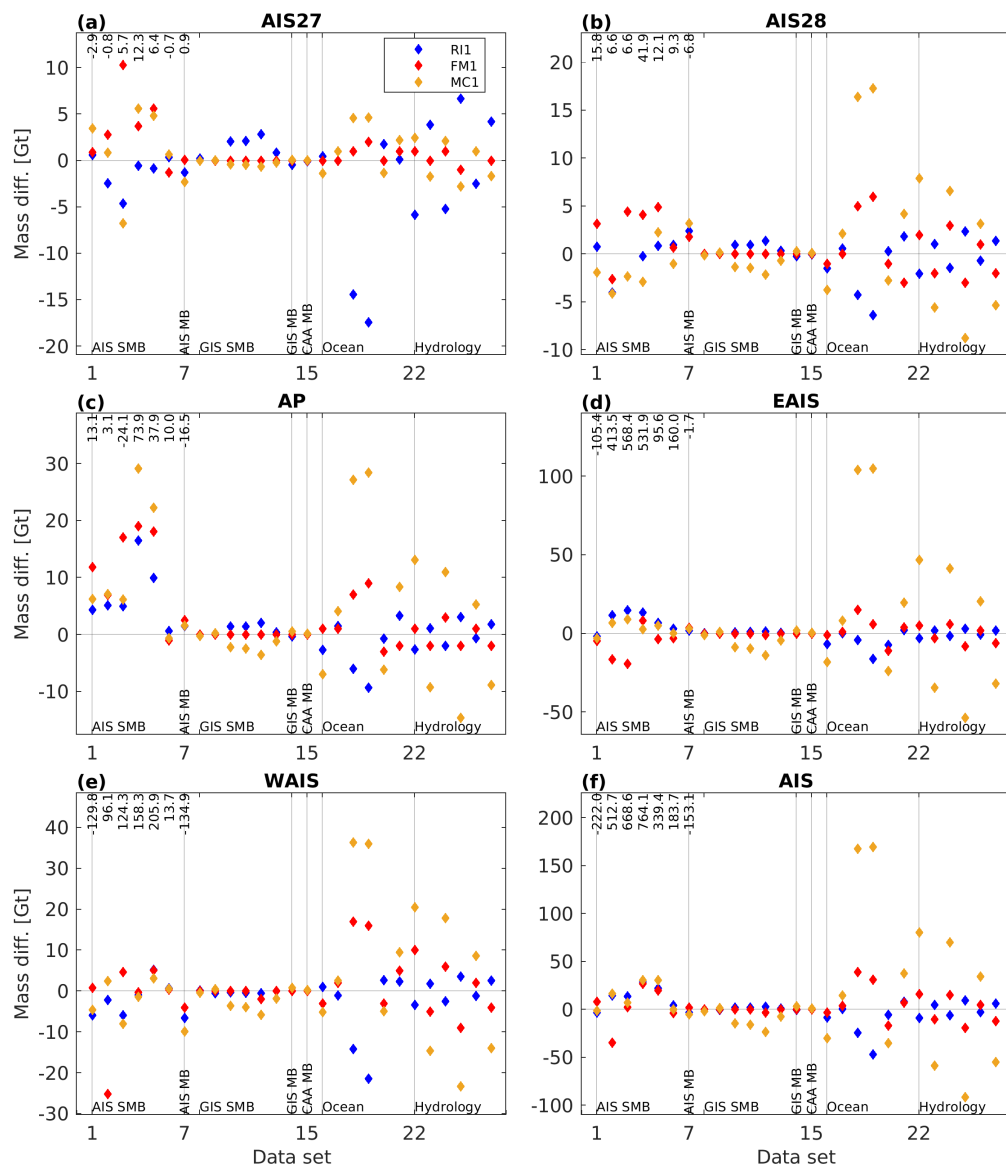 (a) AIS27
-2.9
-0.8
5.7
12.3
6.4
-0.7
0.9
RI1
FM1
MC1
Mass diff. [Gt]
10
5
0
-5
-10
-15
-20
AIS SMB
AIS MB
GIS SMB
GIS MB
CAA MB
Ocean
Hydrology
1 7 15 22
(b) AIS28
15.8
6.6
6.6
41.9
12.1
9.3
-6.8
20
15
10
5
0
-5
-10
AIS SMB
AIS MB
GIS SMB
GIS MB
CAA MB
Ocean
Hydrology
1 7 15 22
(c) AP
13.1
3.1
-24.1
73.9
37.9
10.0
-16.5
Mass diff. [Gt]
30
20
10
0
-10
AIS SMB
AIS MB
GIS SMB
GIS MB
CAA MB
Ocean
Hydrology
1 7 15 22
(d) EAIS
-105.4
413.5
568.4
531.9
95.6
160.0
-1.7
100
50
0
-50
AIS SMB
AIS MB
GIS SMB
GIS MB
CAA MB
Ocean
Hydrology
1 7 15 22
(e) WAIS
-129.8
96.1
124.3
158.3
205.9
13.7
-134.9
Mass diff. [Gt]
40
30
20
10
0
-10
-20
-30
AIS SMB
AIS MB
GIS SMB
GIS MB
CAA MB
Ocean
Hydrology
1 7 15 22
Data set
(f) AIS
-222.0
512.7
668.6
764.1
339.4
183.7
-153.1
200
150
100
50
0
-50
-100
AIS SMB
AIS MB
GIS SMB
GIS MB
CAA MB
Ocean
Hydrology
1 7 15 22
Data set